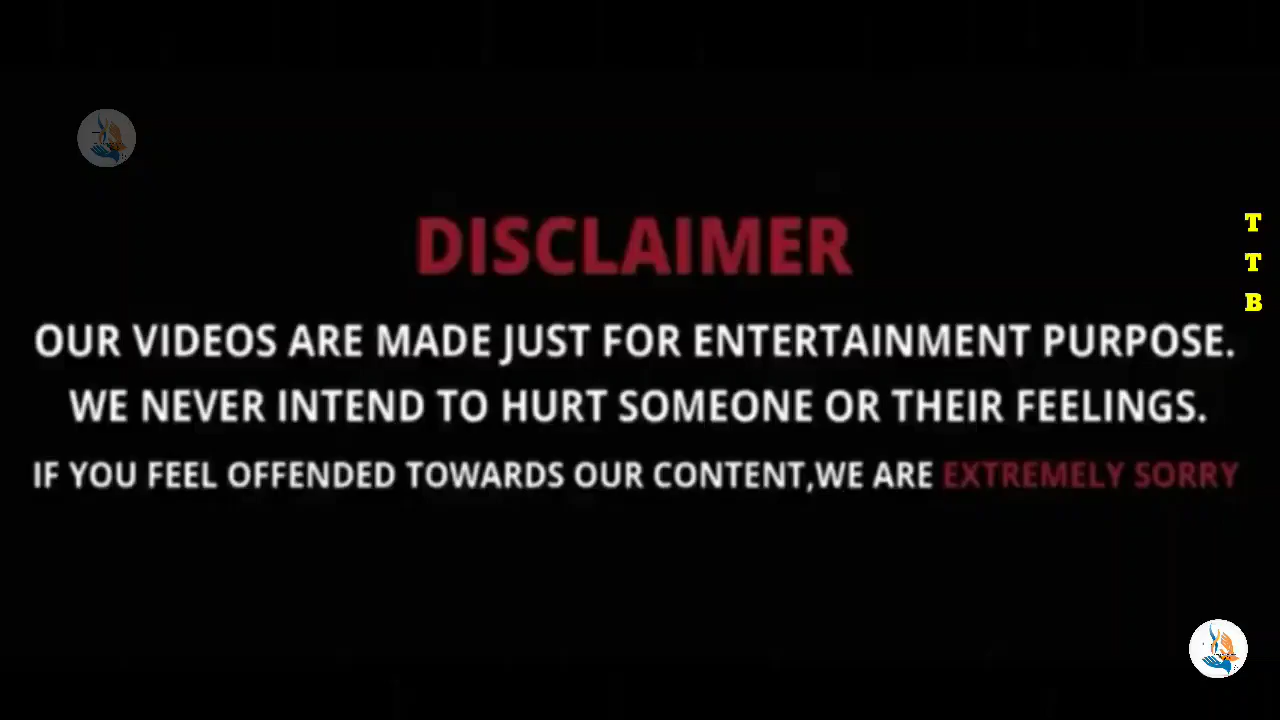 DISCLAIMER
OUR VIDEOS ARE MADE JUST FOR ENTERTAINMENT PURPOSE.
WE NEVER INTEND TO HURT SOMEONE OR THEIR FEELINGS.
IF YOU FEEL OFFENDED TOWARDS OUR CONTENT,WE ARE EXTREMELY SORRY
T
T
B